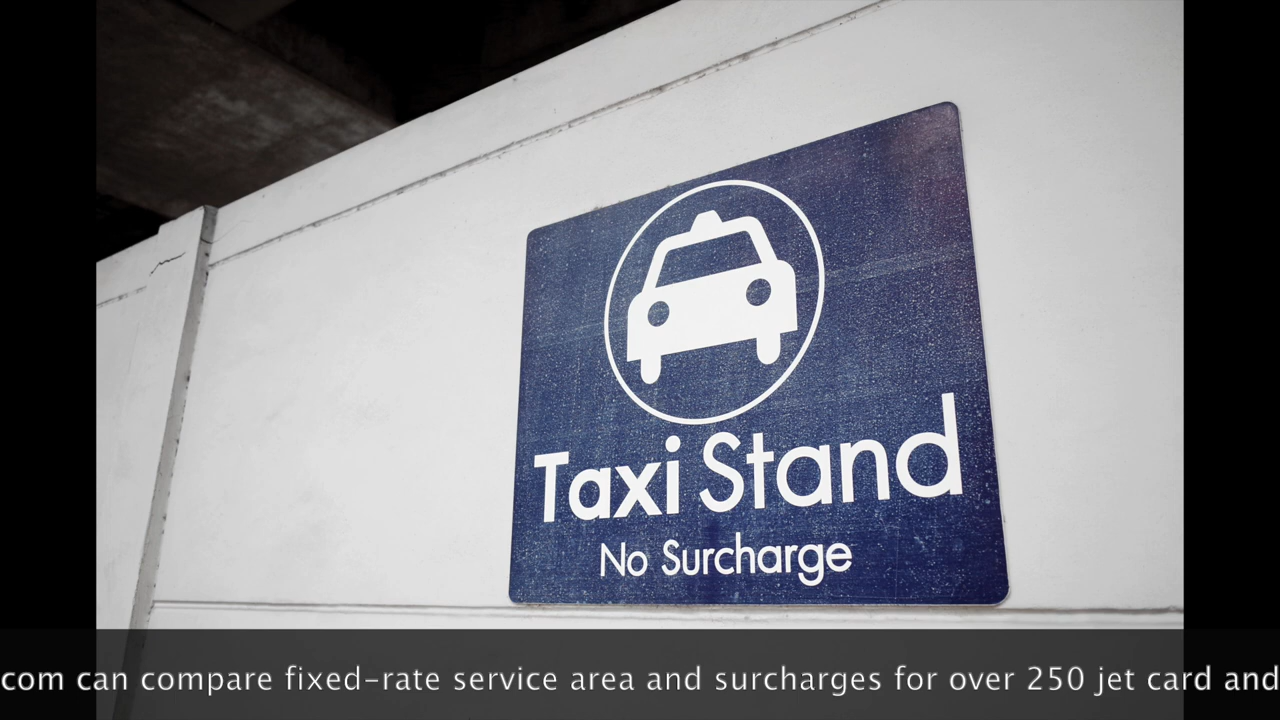 Taxi Stand
No Surcharge
com can compare fixed-rate service area and surcharges for over 250 jet card and